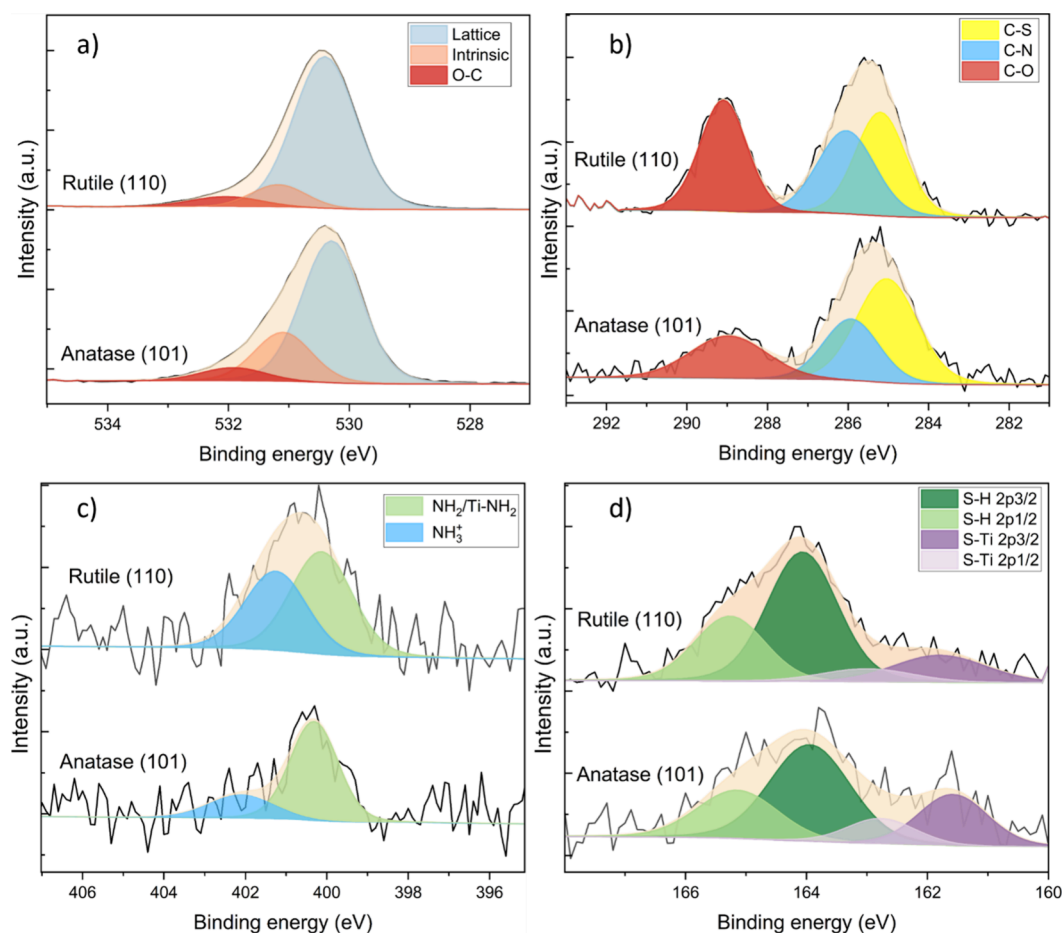 a)
Lattice
Intrinsic
O-C
Rutile (110)
Anatase (101)
Intensity (a.u.)
534 532 530 528
Binding energy (eV)
b)
C-S
C-N
C-O
Rutile (110)
Anatase (101)
Intensity (a.u.)
292 290 288 286 284 282
Binding energy (eV)
c)
NH₂/Ti-NH₂
NH₃⁺
Rutile (110)
Anatase (101)
Intensity (a.u.)
406 404 402 400 398 396
Binding energy (eV)
d)
S-H 2p3/2
S-H 2p1/2
S-Ti 2p3/2
S-Ti 2p1/2
Rutile (110)
Anatase (101)
Intensity (a.u.)
166 164 162 160
Binding energy (eV)